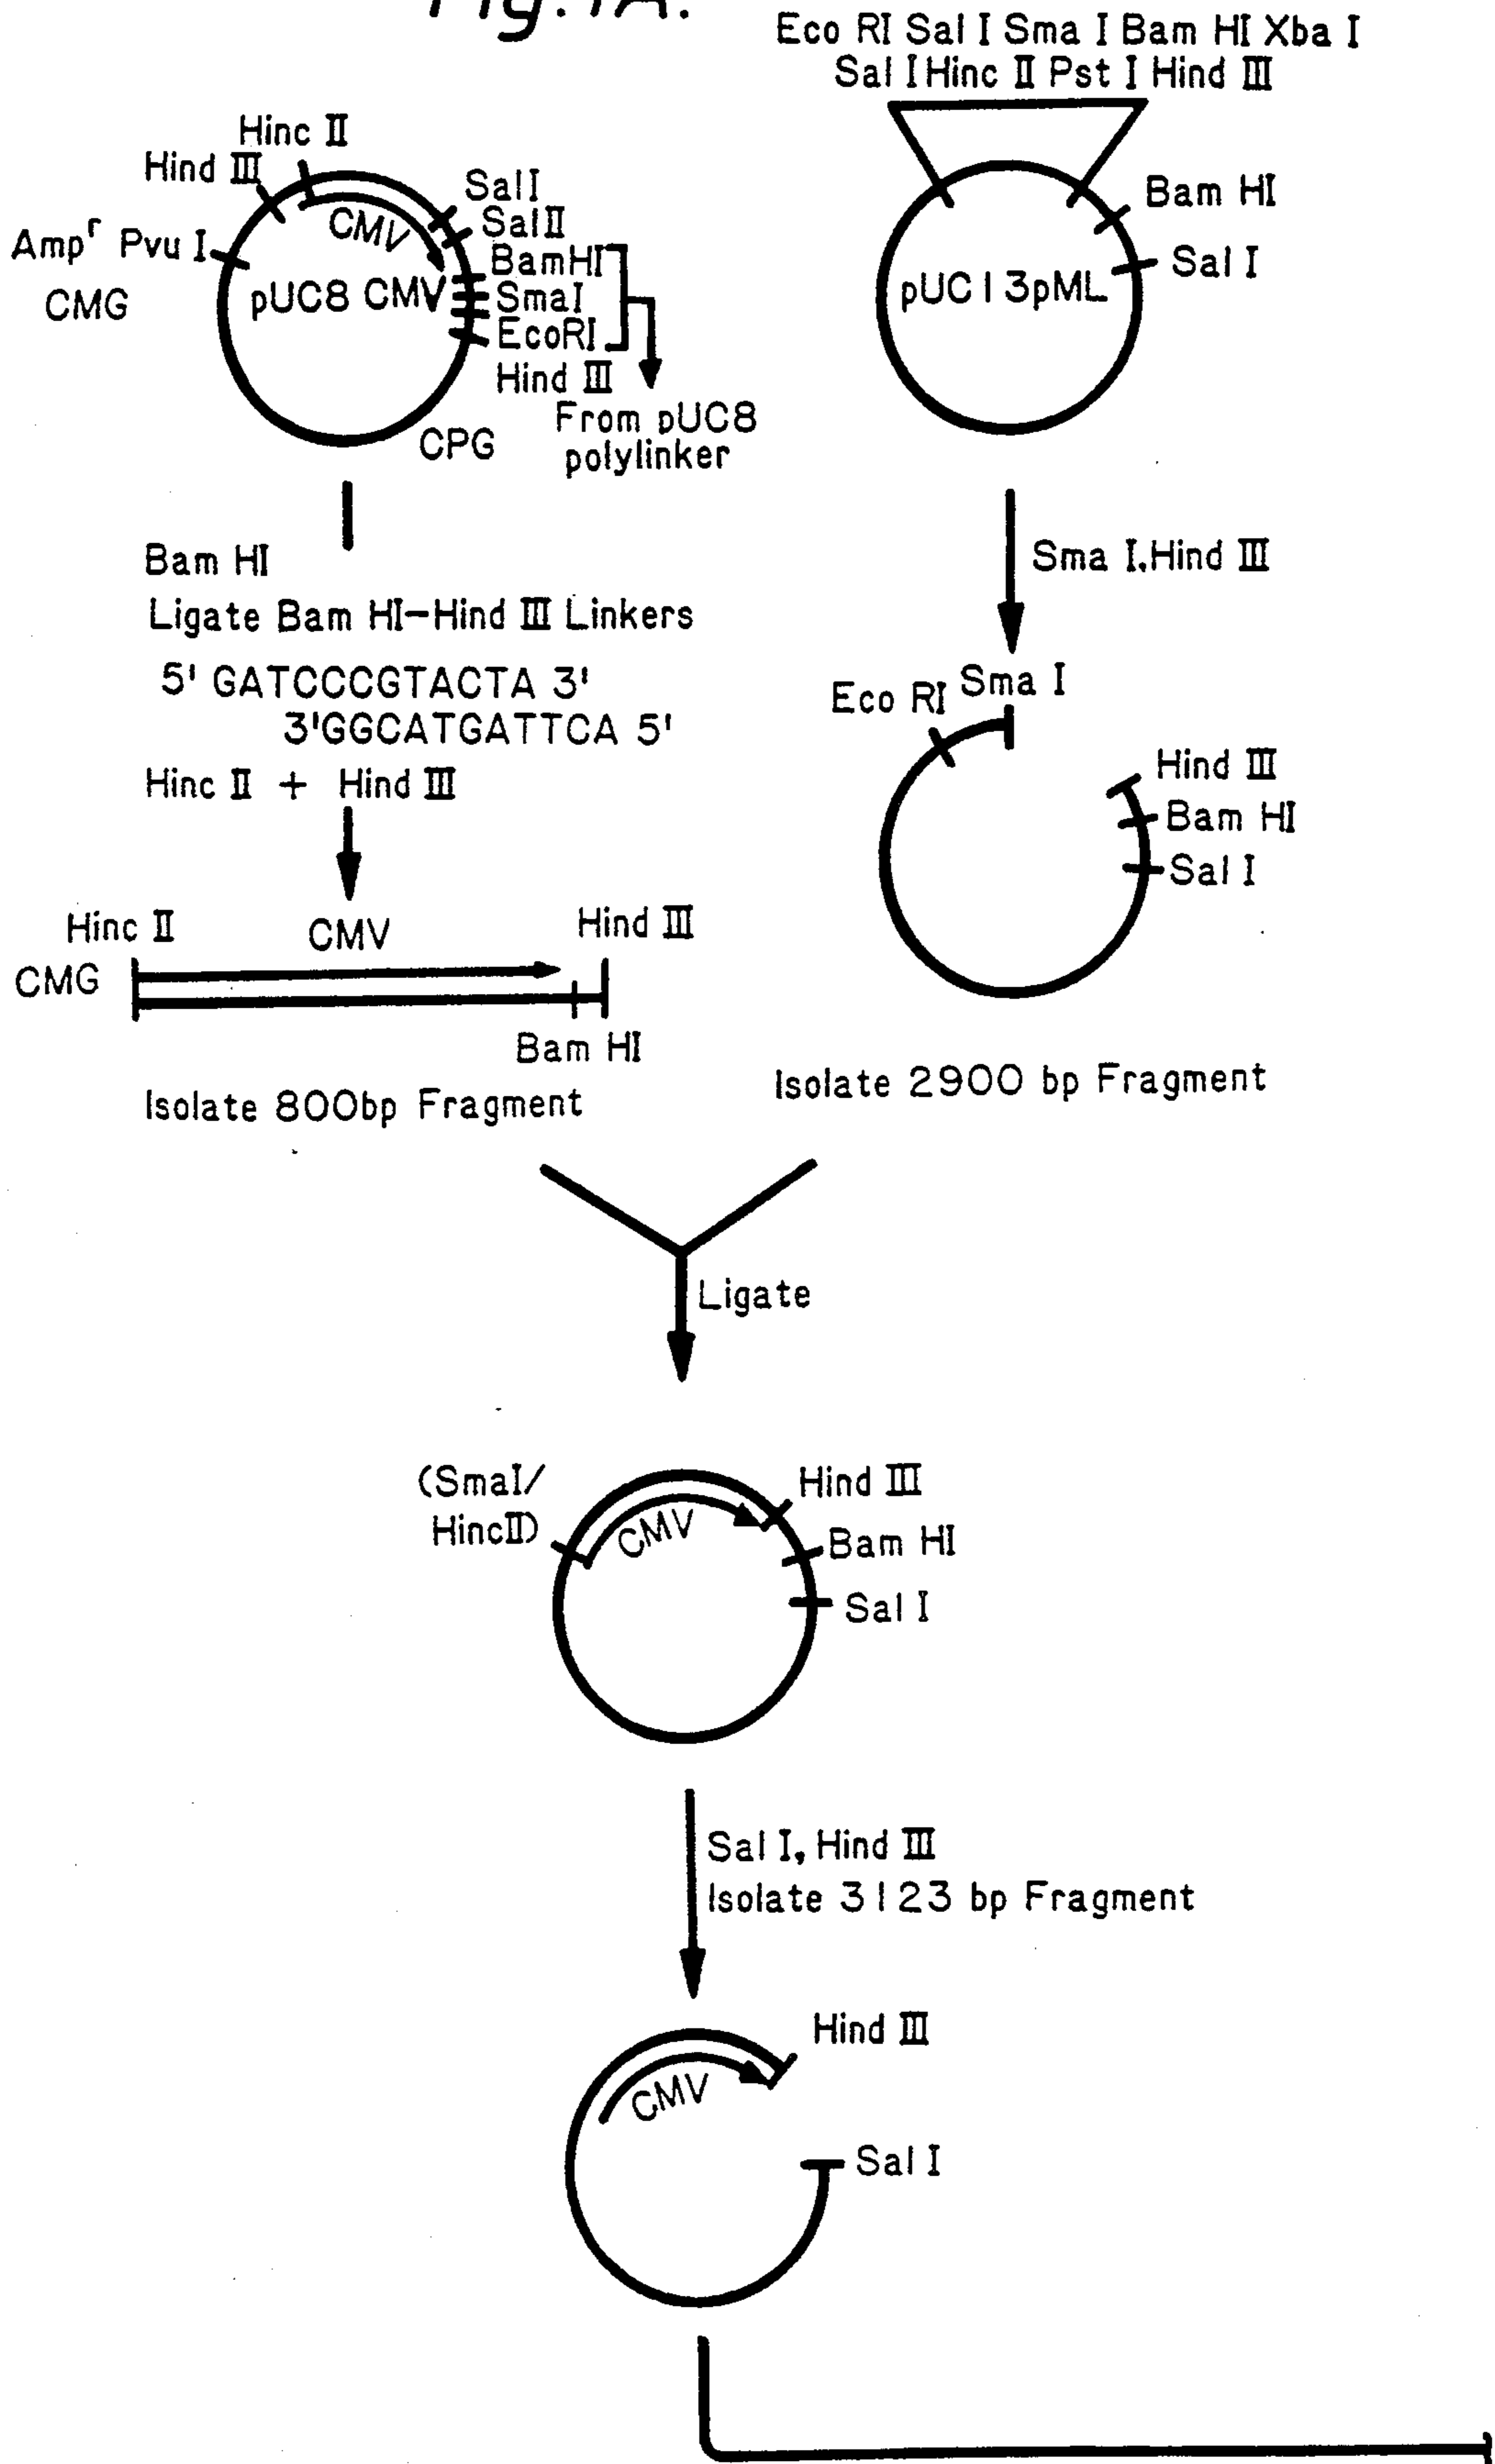 Fig. 1A.
Eco RI Sal I Sma I Bam HI Xba I
Sal I Hinc II Pst I Hind III
Hinc II
Hind III
Ampr Pvu I
CMG
CMV
pUC8 CMV
Sal I
Sal II
BamHI
SmaI
EcoRI
Hind III
From pUC8
polylinker
CPG
Bam HI
Sal I
pUC13pML
Bam HI
Ligate Bam HI-Hind III Linkers
5' GATCCCGTACTA 3'
3'GGCATGATTCA 5'
Hinc II + Hind III
Sma I, Hind III
Eco RI
Sma I
Hind III
Bam HI
Sal I
Hinc II
CMV
Hind III
CMG
Bam HI
Isolate 800bp Fragment
Isolate 2900 bp Fragment
Ligate
(SmaI/
HincII)
CMV
Hind III
Bam HI
Sal I
Sal I, Hind III
Isolate 3123 bp Fragment
Hind III
CMV
Sal I